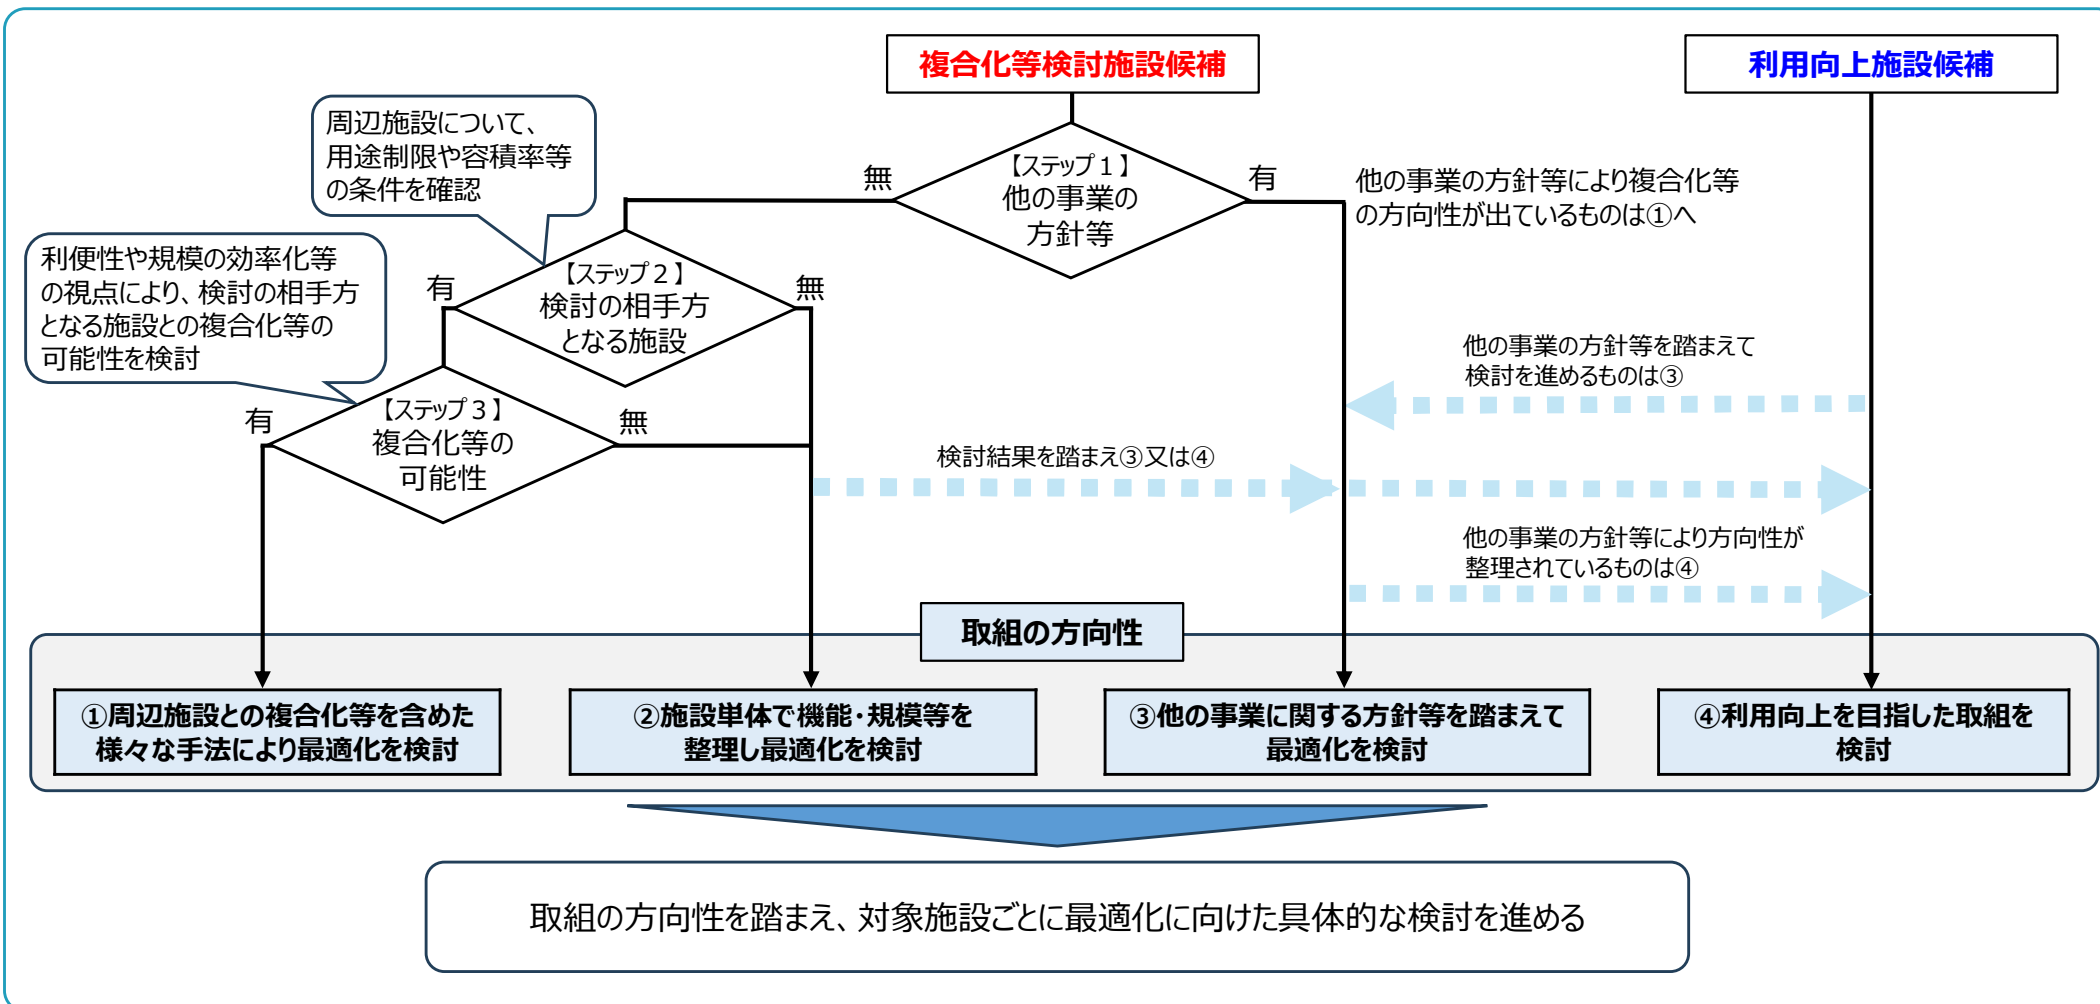 複合化等検討施設候補
利用向上施設候補
周辺施設について、
用途制限や容積率等
の条件を確認
【ステップ１】
他の事業の
方針等
無
有
他の事業の方針等により複合化等
の方向性が出ているものは①へ
利便性や規模の効率化等
の視点により、検討の相手方
となる施設との複合化等の
可能性を検討
【ステップ２】
検討の相手方
となる施設
有
無
他の事業の方針等を踏まえて
検討を進めるものは③
【ステップ３】
複合化等の
可能性
有
無
検討結果を踏まえ③又は④
他の事業の方針等により方向性が
整理されているものは④
取組の方向性
①周辺施設との複合化等を含めた
様々な手法により最適化を検討
②施設単体で機能・規模等を
整理し最適化を検討
③他の事業に関する方針等を踏まえて
最適化を検討
④利用向上を目指した取組を
検討
取組の方向性を踏まえ、対象施設ごとに最適化に向けた具体的な検討を進める